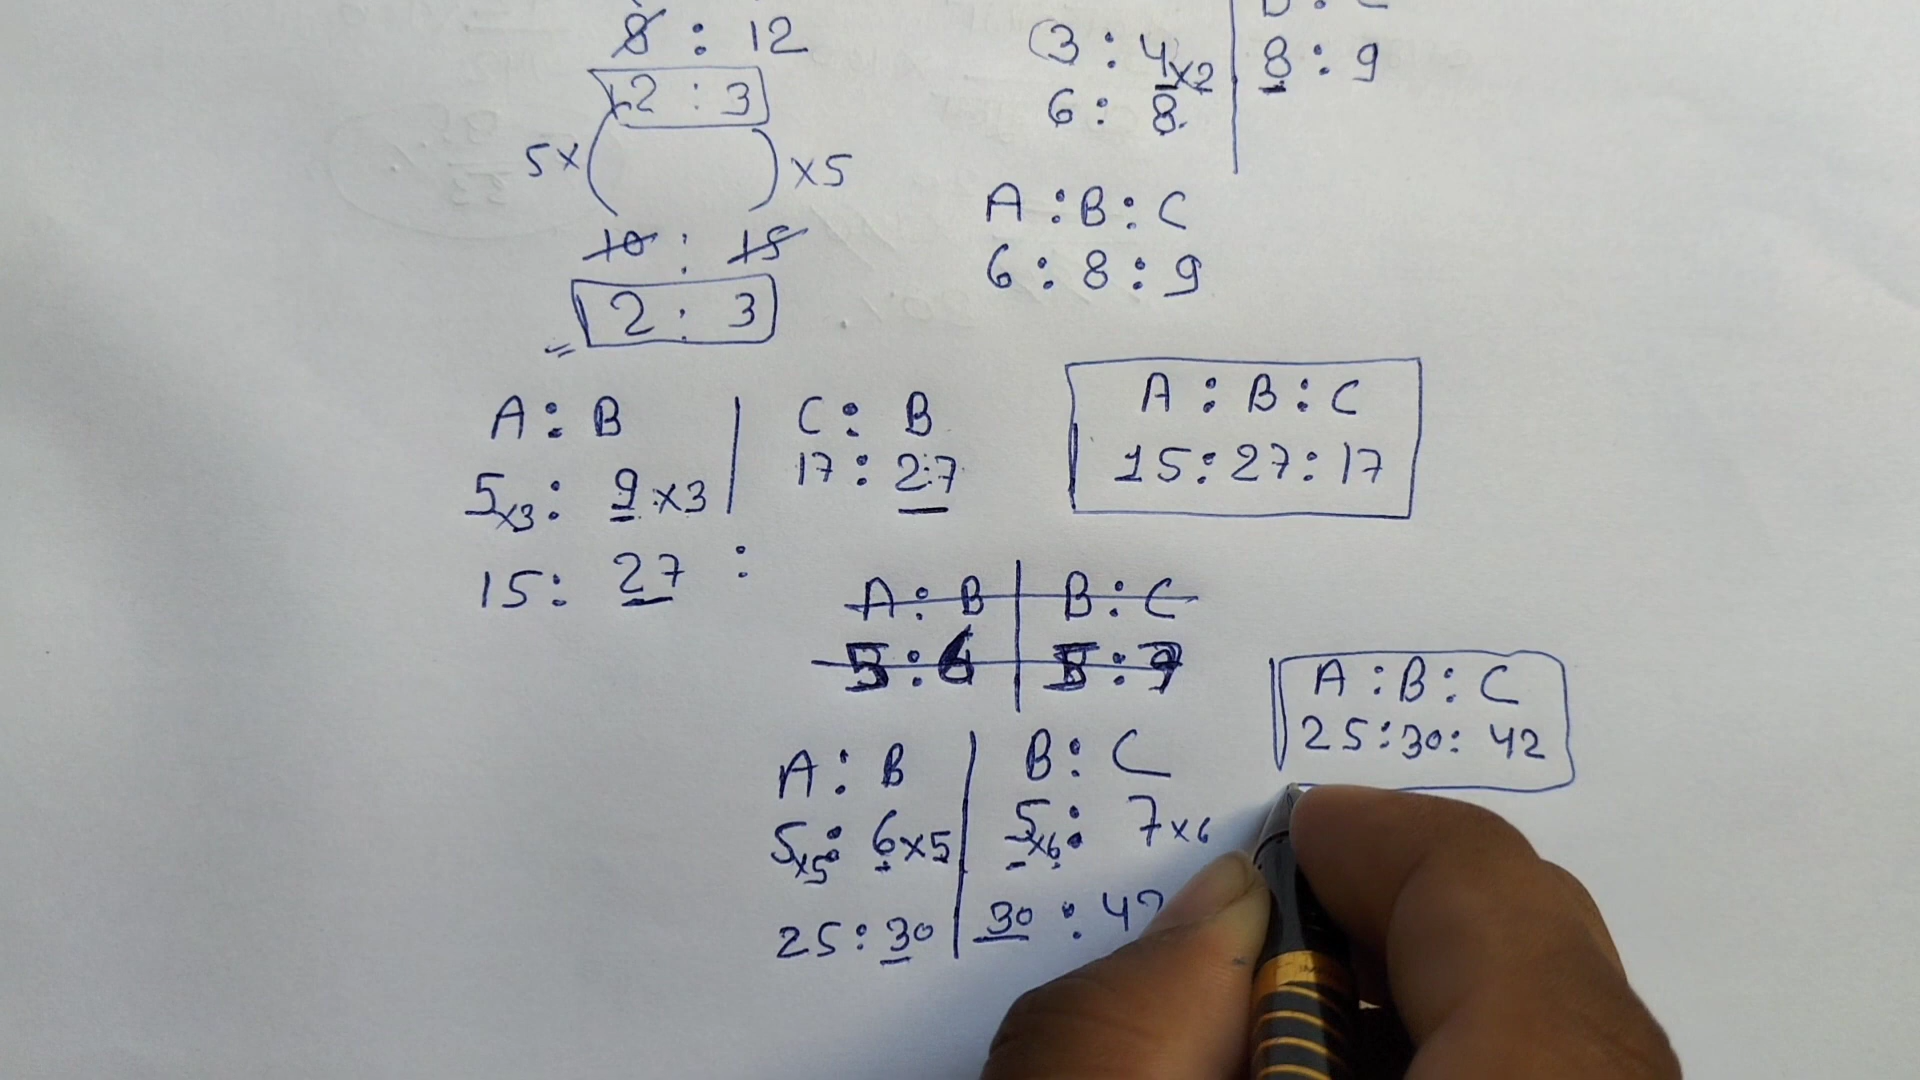 8 : 12
2 : 3
5× ×5
10 : 15
2 : 3
3 : 4×2 | 8 : 9
6 : 8
A : B : C
6 : 8 : 9
A : B | C : B
5×3 : 9×3 | 17 : 27
15 : 27 :
A : B : C
15 : 27 : 17
A : B | B : C
5 : 6 | 5 : 7
A : B | B : C
5×5 : 6×5 | 5×6 : 7×6
25 : 30 | 30 : 42
A : B : C
25 : 30 : 42